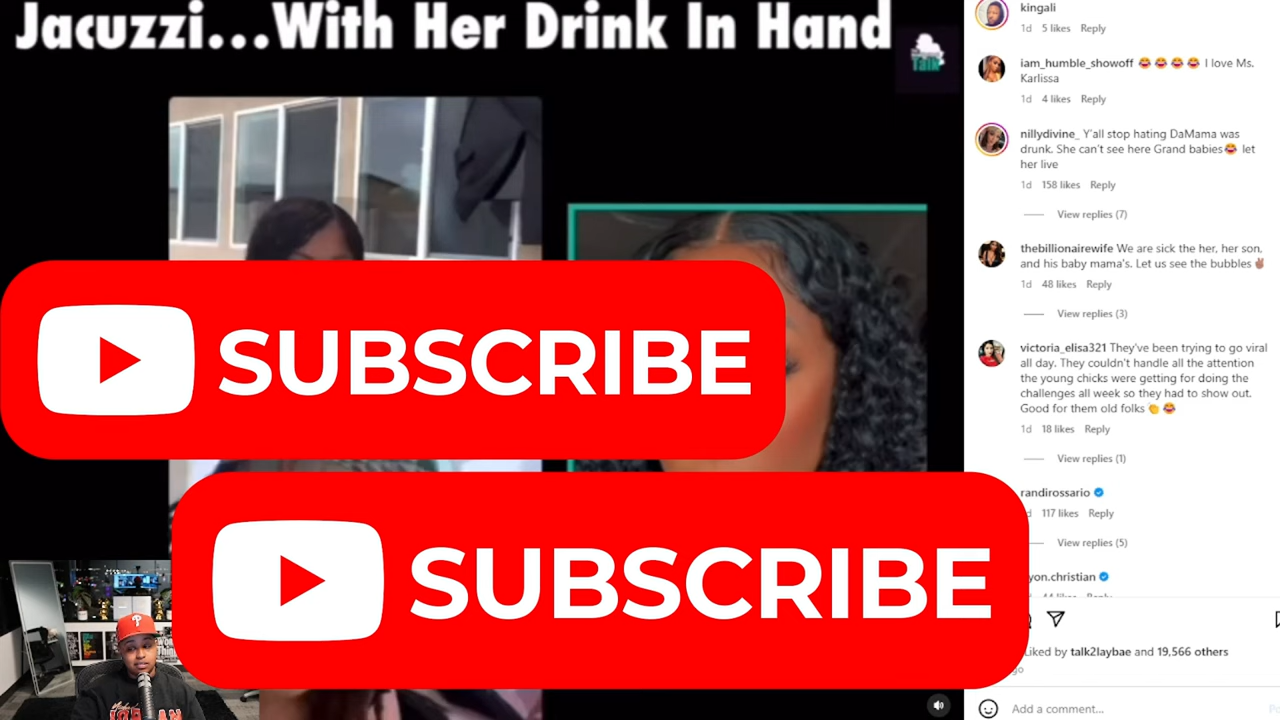 Jacuzzi...With Her Drink In Hand
Talk
SUBSCRIBE
SUBSCRIBE
kingali
1d 5 likes Reply
iam_humble_showoff 😂😂😂😂 I love Ms.
Karlissa
1d 4 likes Reply
nillydivine_ Y'all stop hating DaMama was
drunk. She can't see here Grand babies😂 let
her live
1d 158 likes Reply
View replies (7)
thebillionairewife We are sick the her, her son,
and his baby mama's. Let us see the bubbles✌🏽
1d 48 likes Reply
View replies (3)
victoria_elisa321 They've been trying to go viral
all day. They couldn't handle all the attention
the young chicks were getting for doing the
challenges all week so they had to show out.
Good for them old folks 👏 😂
1d 18 likes Reply
View replies (1)
randirossario
d 117 likes Reply
View replies (5)
yon.christian
44 likes Reply
Liked by talk2laybae and 19,566 others
go
Add a comment...
Po